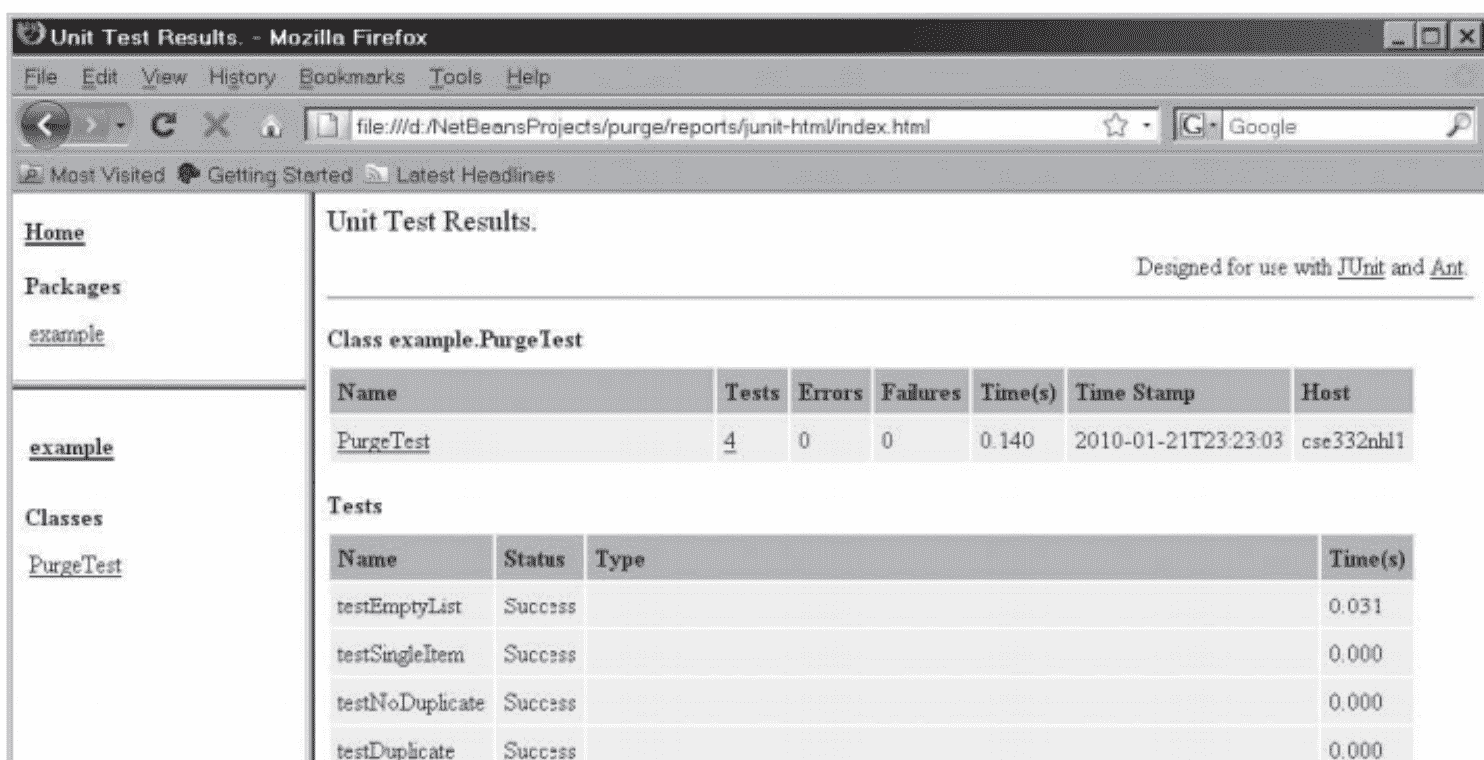 Unit Test Results. - Mozilla Firefox
File Edit View History Bookmarks Tools Help
file:///d:/NetBeansProjects/purge/reports/junit-html/index.html
G Google
Most Visited Getting Started Latest Headlines
Home
Packages
example
example
Classes
PurgeTest
Unit Test Results.
Designed for use with JUnit and Ant.
Class example.PurgeTest
Name Tests Errors Failures Time(s) Time Stamp Host
PurgeTest 4 0 0 0.140 2010-01-21T23:23:03 cse332nhl1
Tests
Name Status Type Time(s)
testEmptyList Success 0.031
testSingleItem Success 0.000
testNoDuplicate Success 0.000
testDuplicate Success 0.000